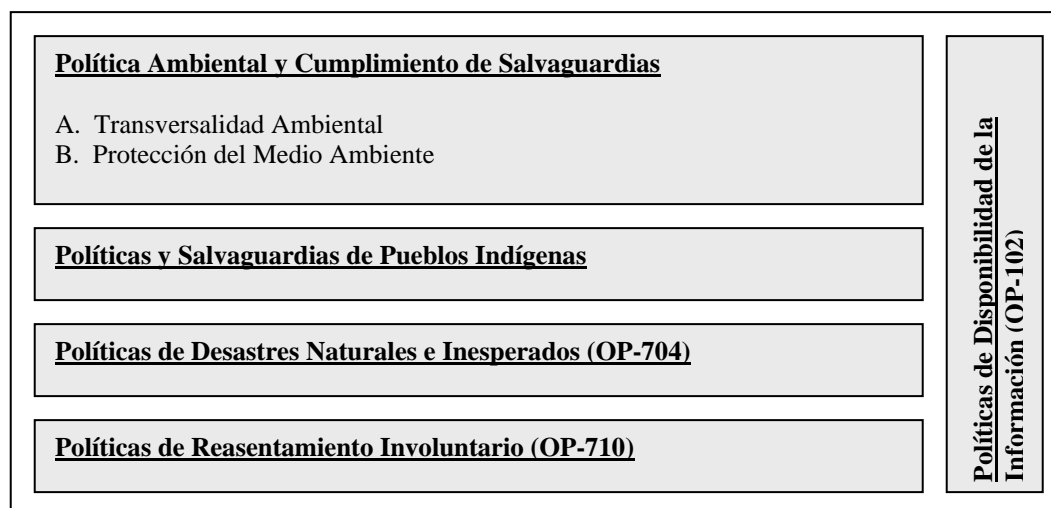 Política Ambiental y Cumplimiento de Salvaguardias
A. Transversalidad Ambiental
B. Protección del Medio Ambiente
Políticas y Salvaguardias de Pueblos Indígenas
Políticas de Desastres Naturales e Inesperados (OP-704)
Políticas de Reasentamiento Involuntario (OP-710)
Políticas de Disponibilidad de la
Información (OP-102)